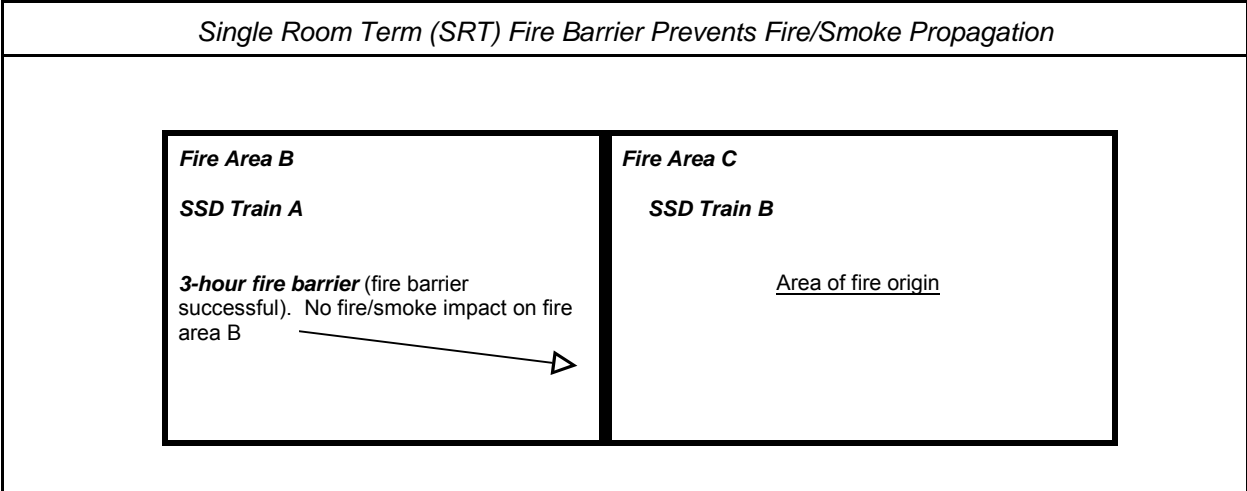 Single Room Term (SRT) Fire Barrier Prevents Fire/Smoke Propagation
Fire Area B
SSD Train A
3-hour fire barrier (fire barrier
successful).  No fire/smoke impact on fire
area B
Fire Area C
SSD Train B
Area of fire origin